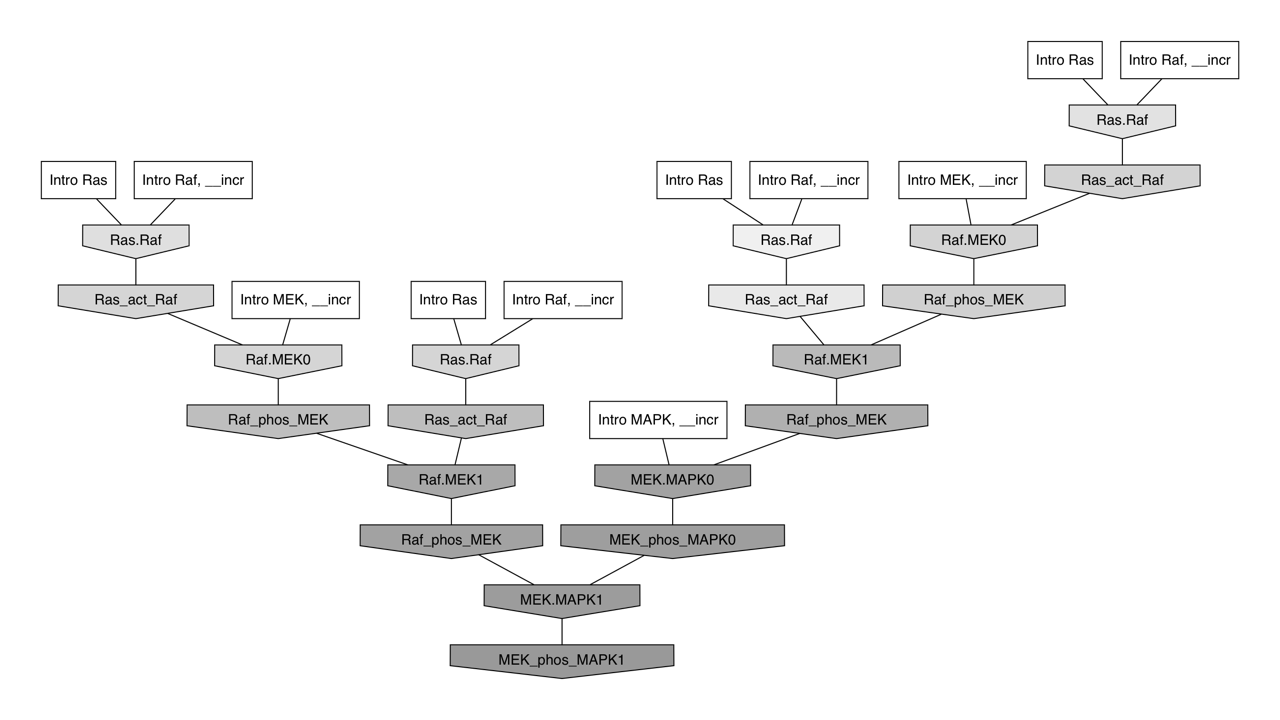 Intro Ras
Intro Raf, __incr
Ras.Raf
Intro Ras
Intro Raf, __incr
Intro Ras
Intro Raf, __incr
Intro MEK, __incr
Ras_act_Raf
Ras.Raf
Ras.Raf
Raf.MEK0
Ras_act_Raf
Intro MEK, __incr
Intro Ras
Intro Raf, __incr
Ras_act_Raf
Raf_phos_MEK
Raf.MEK0
Ras.Raf
Raf.MEK1
Raf_phos_MEK
Ras_act_Raf
Intro MAPK, __incr
Raf_phos_MEK
Raf.MEK1
MEK.MAPK0
Raf_phos_MEK
MEK_phos_MAPK0
MEK.MAPK1
MEK_phos_MAPK1